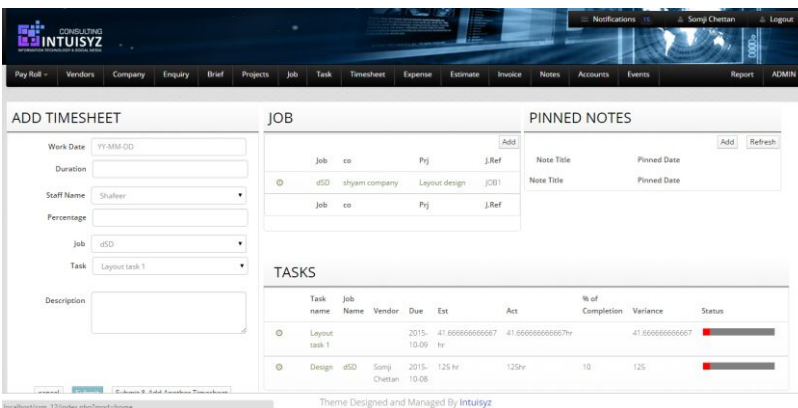 CONSULTING
INTUISYZ
Notifications 15 Somji Chettan Logout
Pay Roll Vendors Company Enquiry Brief Projects Job Task Timesheet Expense Estimate Invoice Notes Accounts Events Report ADMIN
ADD TIMESHEET
Work Date YY-MM-DD
Duration
Staff Name Shafeer
Percentage
Job dSD
Task Layout task 1
Description
cancel Submit Submit & Add Another Timesheet
JOB
Add
Job co Prj J.Ref
dSD shyam company Layout design JOB1
Job co Prj J.Ref
PINNED NOTES
Add Refresh
Note Title Pinned Date
Note Title Pinned Date
TASKS
Task name Job Name Vendor Due Est Act % of Completion Variance Status
Layout task 1 2015-10-09 41.666666666667 hr 41.666666666667hr 41.666666666667
Design dSD Somji Chettan 2015-10-08 125 hr 125hr 10 125
Theme Designed and Managed By Intuisyz